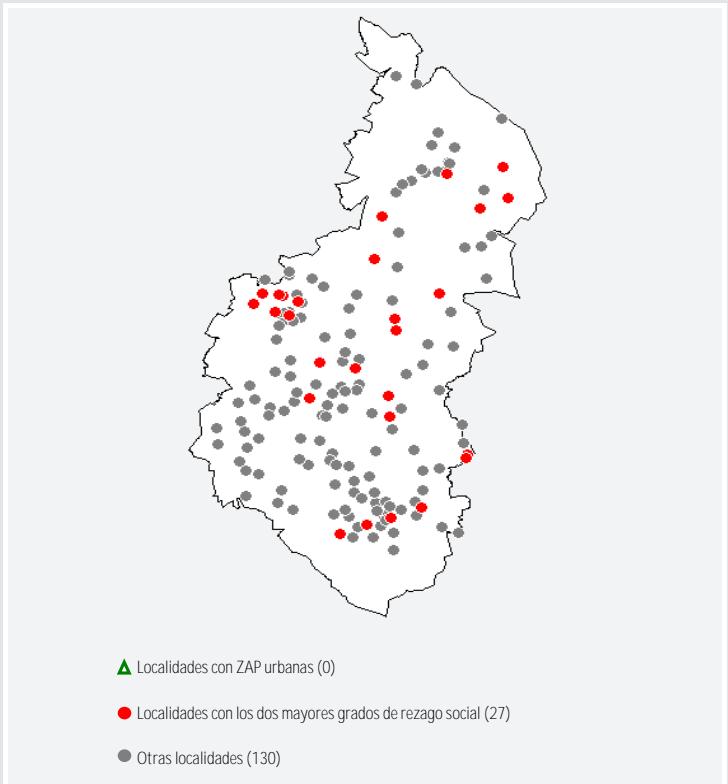 Localidades con ZAP urbanas (0)
Localidades con los dos mayores grados de rezago social (27)
Otras localidades (130)